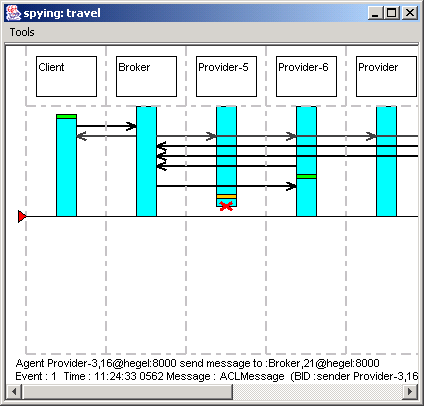 spying: travel
Tools
Client
Broker
Provider-5
Provider-6
Provider
Agent Provider-3,16@hegel:8000 send message to :Broker,21@hegel:8000
Event : 1 Time : 11:24:33 0562 Message : ACLMessage (BID :sender Provider-3,16